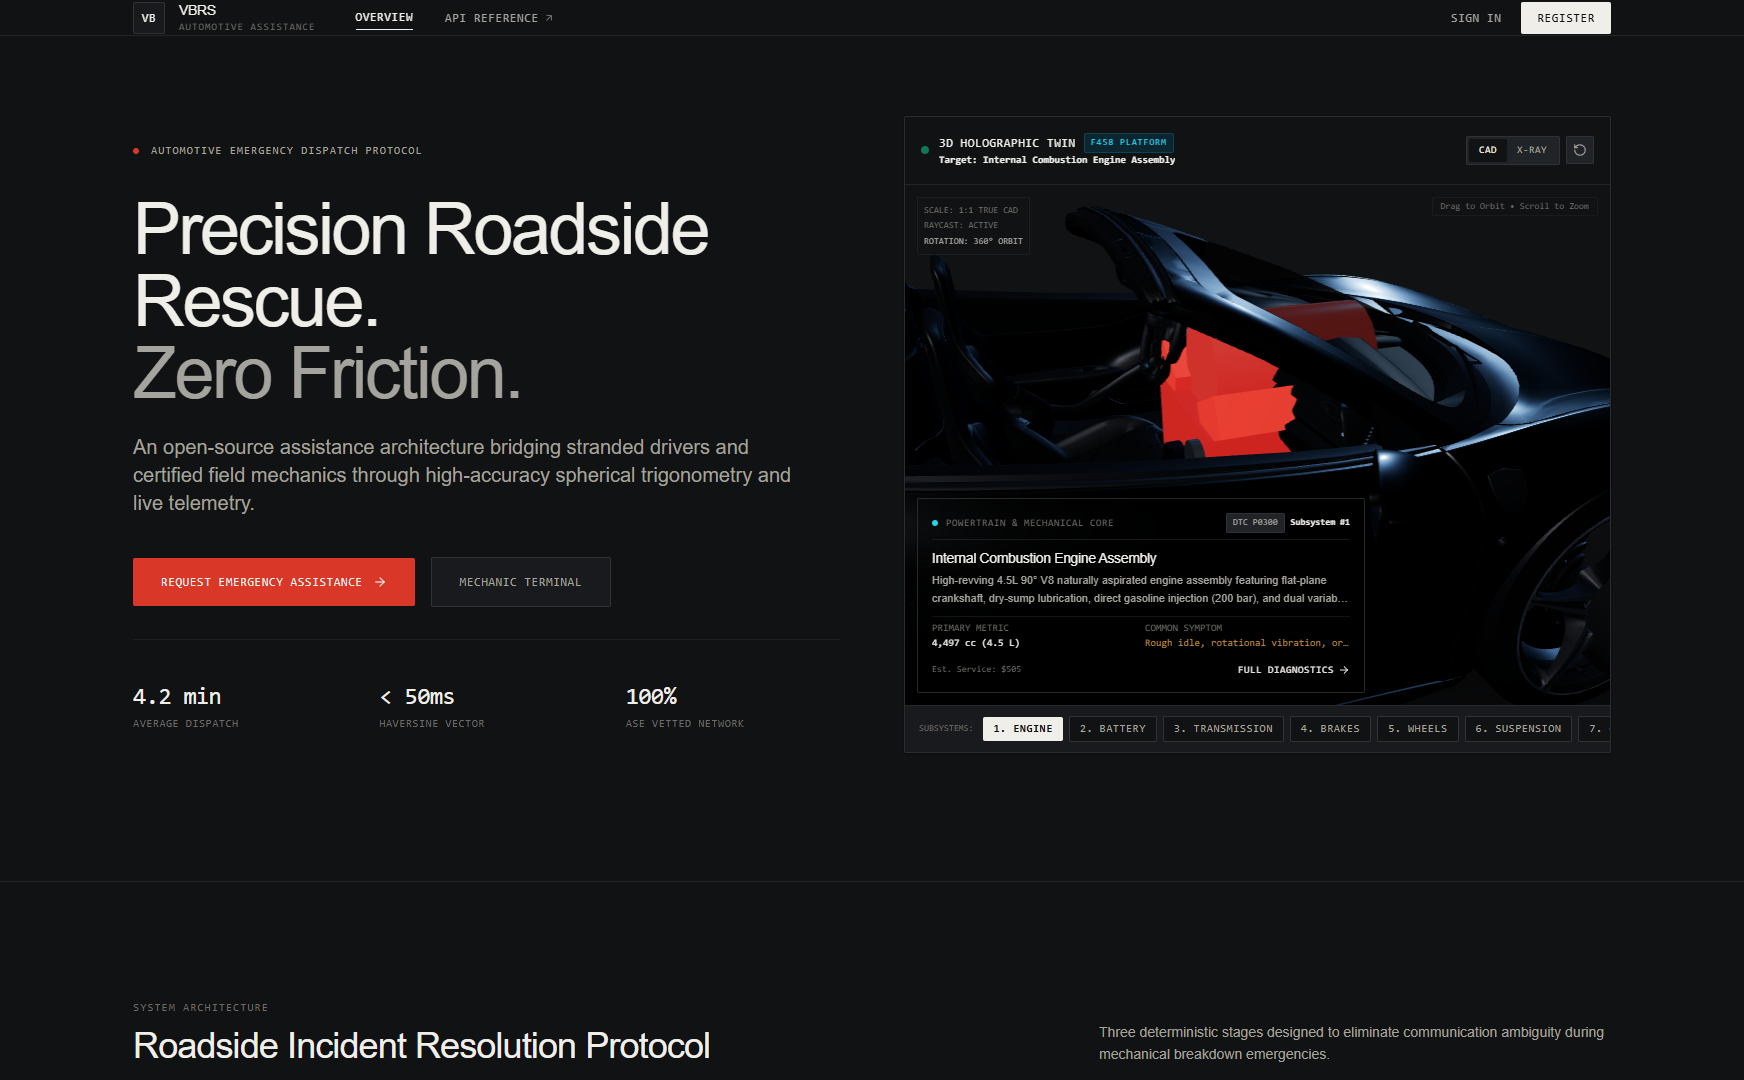 VB
VBRS
AUTOMOTIVE ASSISTANCE
OVERVIEW
API REFERENCE ↗
SIGN IN
REGISTER
AUTOMOTIVE EMERGENCY DISPATCH PROTOCOL
Precision Roadside
Rescue.
Zero Friction.
An open-source assistance architecture bridging stranded drivers and
certified field mechanics through high-accuracy spherical trigonometry and
live telemetry.
REQUEST EMERGENCY ASSISTANCE →
MECHANIC TERMINAL
4.2 min
AVERAGE DISPATCH
< 50ms
HAVERSINE VECTOR
100%
ASE VETTED NETWORK
3D HOLOGRAPHIC TWIN
F458 PLATFORM
Target: Internal Combustion Engine Assembly
CAD
X-RAY
SCALE: 1:1 TRUE CAD
RAYCAST: ACTIVE
ROTATION: 360° ORBIT
Drag to Orbit • Scroll to Zoom
POWERTRAIN & MECHANICAL CORE
DTC P0300
Subsystem #1
Internal Combustion Engine Assembly
High-revving 4.5L 90° V8 naturally aspirated engine assembly featuring flat-plane
crankshaft, dry-sump lubrication, direct gasoline injection (200 bar), and dual variab...
PRIMARY METRIC
4,497 cc (4.5 L)
COMMON SYMPTOM
Rough idle, rotational vibration, or…
Est. Service: $505
FULL DIAGNOSTICS →
SUBSYSTEMS:
1. ENGINE
2. BATTERY
3. TRANSMISSION
4. BRAKES
5. WHEELS
6. SUSPENSION
7.
SYSTEM ARCHITECTURE
Roadside Incident Resolution Protocol
Three deterministic stages designed to eliminate communication ambiguity during
mechanical breakdown emergencies.